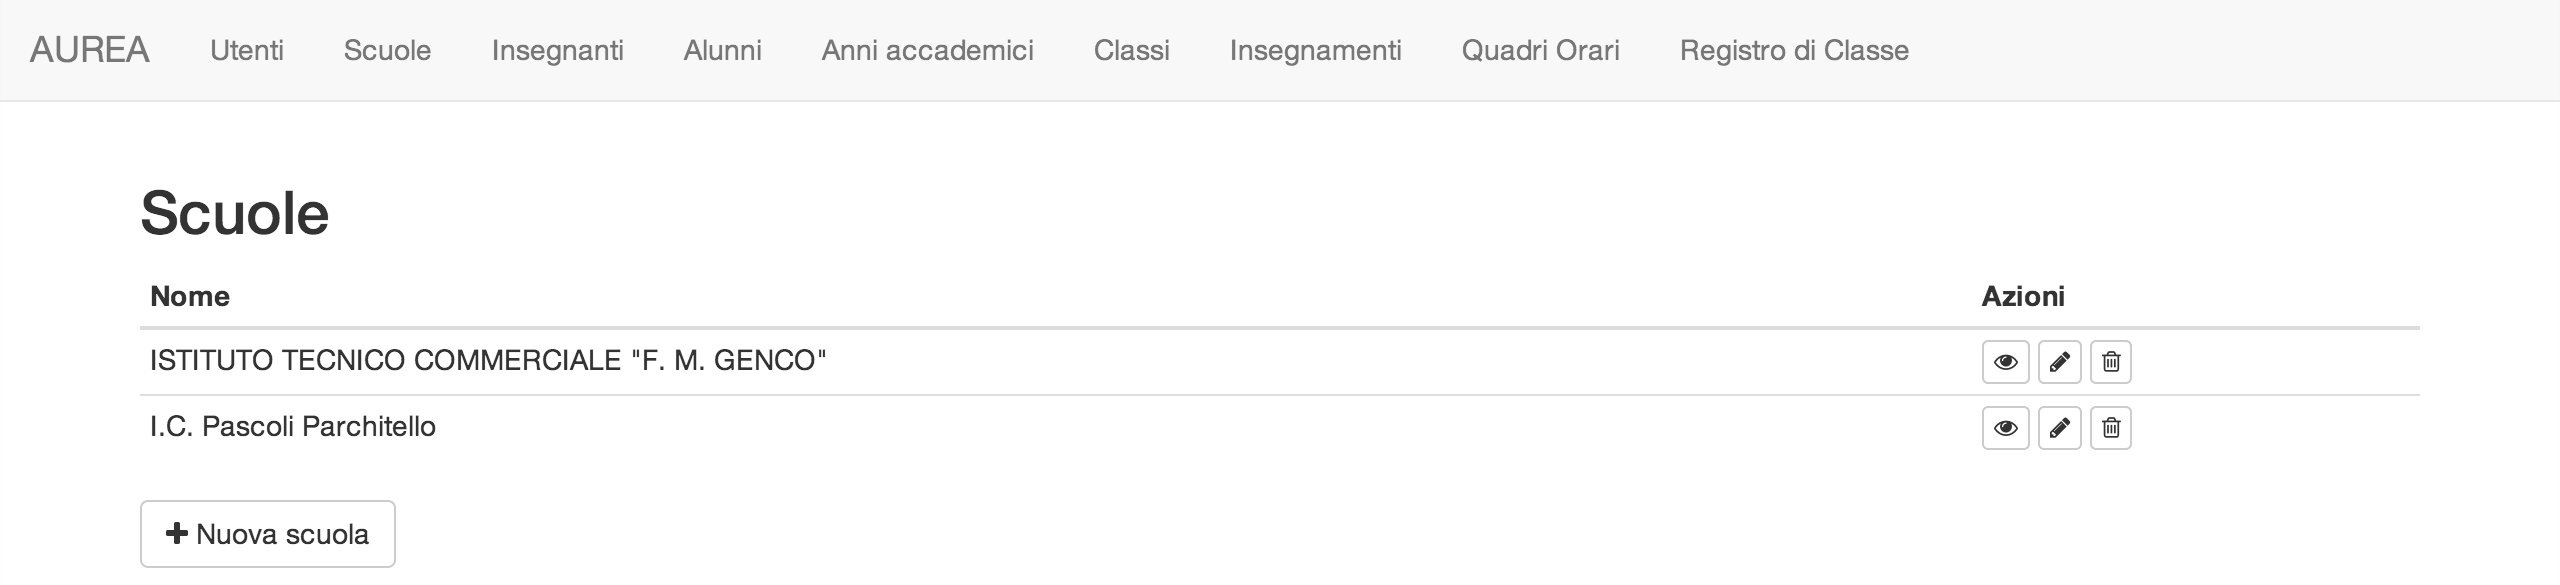 AUREA Utenti Scuole Insegnanti Alunni Anni accademici Classi Insegnamenti Quadri Orari Registro di Classe
Scuole
Nome Azioni
ISTITUTO TECNICO COMMERCIALE "F. M. GENCO"
I.C. Pascoli Parchitello
Nuova scuola